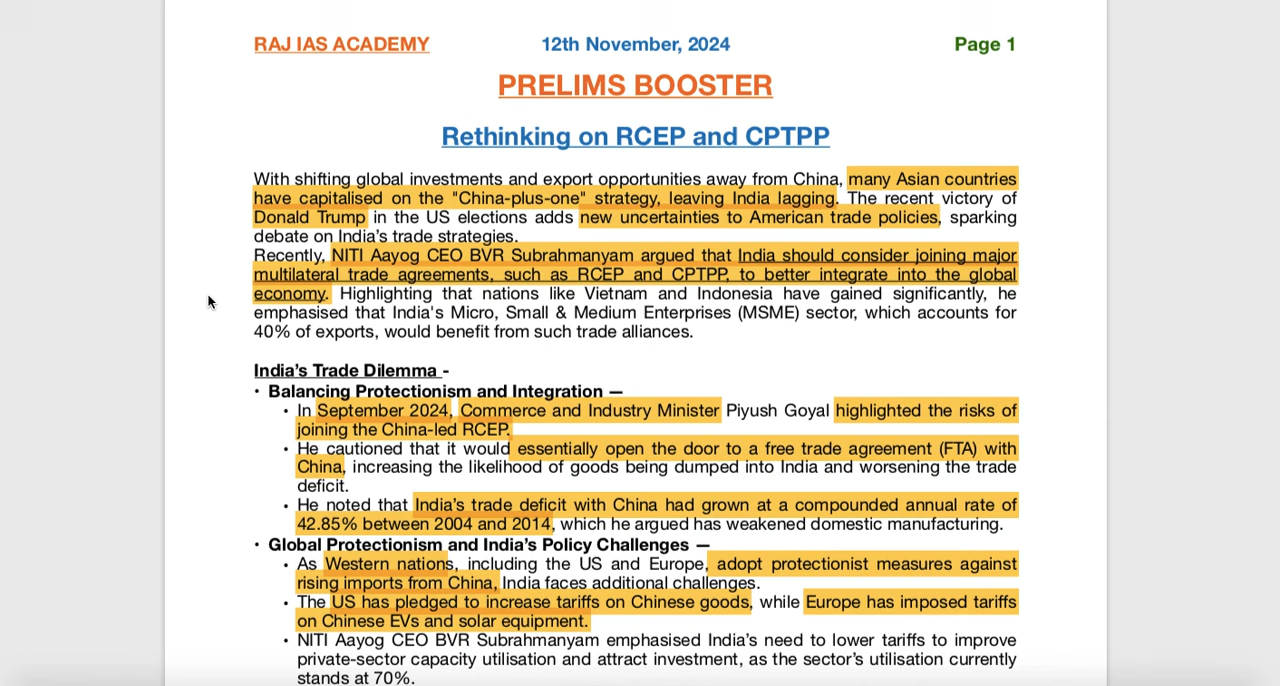 RAJ IAS ACADEMY 12th November, 2024 Page 1
PRELIMS BOOSTER
Rethinking on RCEP and CPTPP
With shifting global investments and export opportunities away from China, many Asian countries
have capitalised on the "China-plus-one" strategy, leaving India lagging. The recent victory of
Donald Trump in the US elections adds new uncertainties to American trade policies, sparking
debate on India's trade strategies.
Recently, NITI Aayog CEO BVR Subrahmanyam argued that India should consider joining major
multilateral trade agreements, such as RCEP and CPTPP, to better integrate into the global
economy. Highlighting that nations like Vietnam and Indonesia have gained significantly, he
emphasised that India's Micro, Small & Medium Enterprises (MSME) sector, which accounts for
40% of exports, would benefit from such trade alliances.
India's Trade Dilemma -
• Balancing Protectionism and Integration —
• In September 2024, Commerce and Industry Minister Piyush Goyal highlighted the risks of
joining the China-led RCEP.
• He cautioned that it would essentially open the door to a free trade agreement (FTA) with
China, increasing the likelihood of goods being dumped into India and worsening the trade
deficit.
• He noted that India's trade deficit with China had grown at a compounded annual rate of
42.85% between 2004 and 2014, which he argued has weakened domestic manufacturing.
• Global Protectionism and India's Policy Challenges —
• As Western nations, including the US and Europe, adopt protectionist measures against
rising imports from China, India faces additional challenges.
• The US has pledged to increase tariffs on Chinese goods, while Europe has imposed tariffs
on Chinese EVs and solar equipment.
• NITI Aayog CEO BVR Subrahmanyam emphasised India's need to lower tariffs to improve
private-sector capacity utilisation and attract investment, as the sector's utilisation currently
stands at 70%.